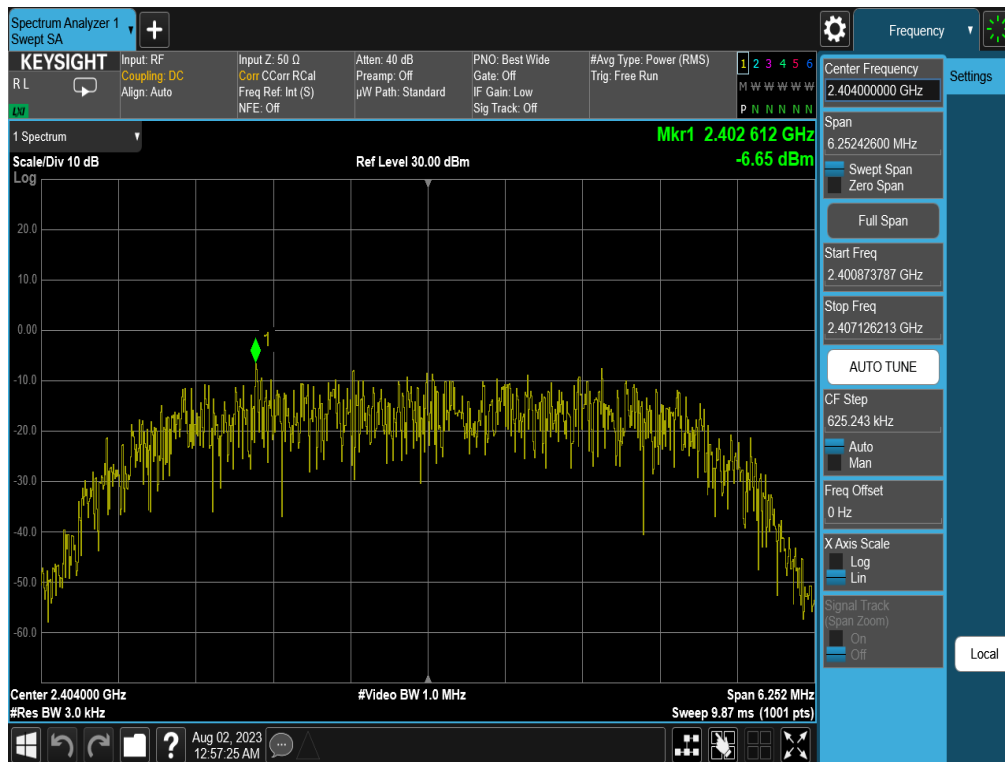 Spectrum Analyzer 1
Swept SA
Frequency
KEYSIGHT
R L
LXI
Input: RF
Coupling: DC
Align: Auto
Input Z: 50 Ω
Corr CCorr RCal
Freq Ref: Int (S)
NFE: Off
Atten: 40 dB
Preamp: Off
µW Path: Standard
PNO: Best Wide
Gate: Off
IF Gain: Low
Sig Track: Off
#Avg Type: Power (RMS)
Trig: Free Run
1 2 3 4 5 6
M W W W W W
P N N N N N
1 Spectrum
Scale/Div 10 dB
Log
Ref Level 30.00 dBm
Mkr1 2.402 612 GHz
-6.65 dBm
20.0
10.0
0.00
-10.0
-20.0
-30.0
-40.0
-50.0
-60.0
1
Center 2.404000 GHz
#Res BW 3.0 kHz
#Video BW 1.0 MHz
Span 6.252 MHz
Sweep 9.87 ms (1001 pts)
Aug 02, 2023
12:57:25 AM
Center Frequency
2.404000000 GHz
Span
6.25242600 MHz
Swept Span
Zero Span
Full Span
Start Freq
2.400873787 GHz
Stop Freq
2.407126213 GHz
AUTO TUNE
CF Step
625.243 kHz
Auto
Man
Freq Offset
0 Hz
X Axis Scale
Log
Lin
Signal Track
(Span Zoom)
On
Off
Settings
Local